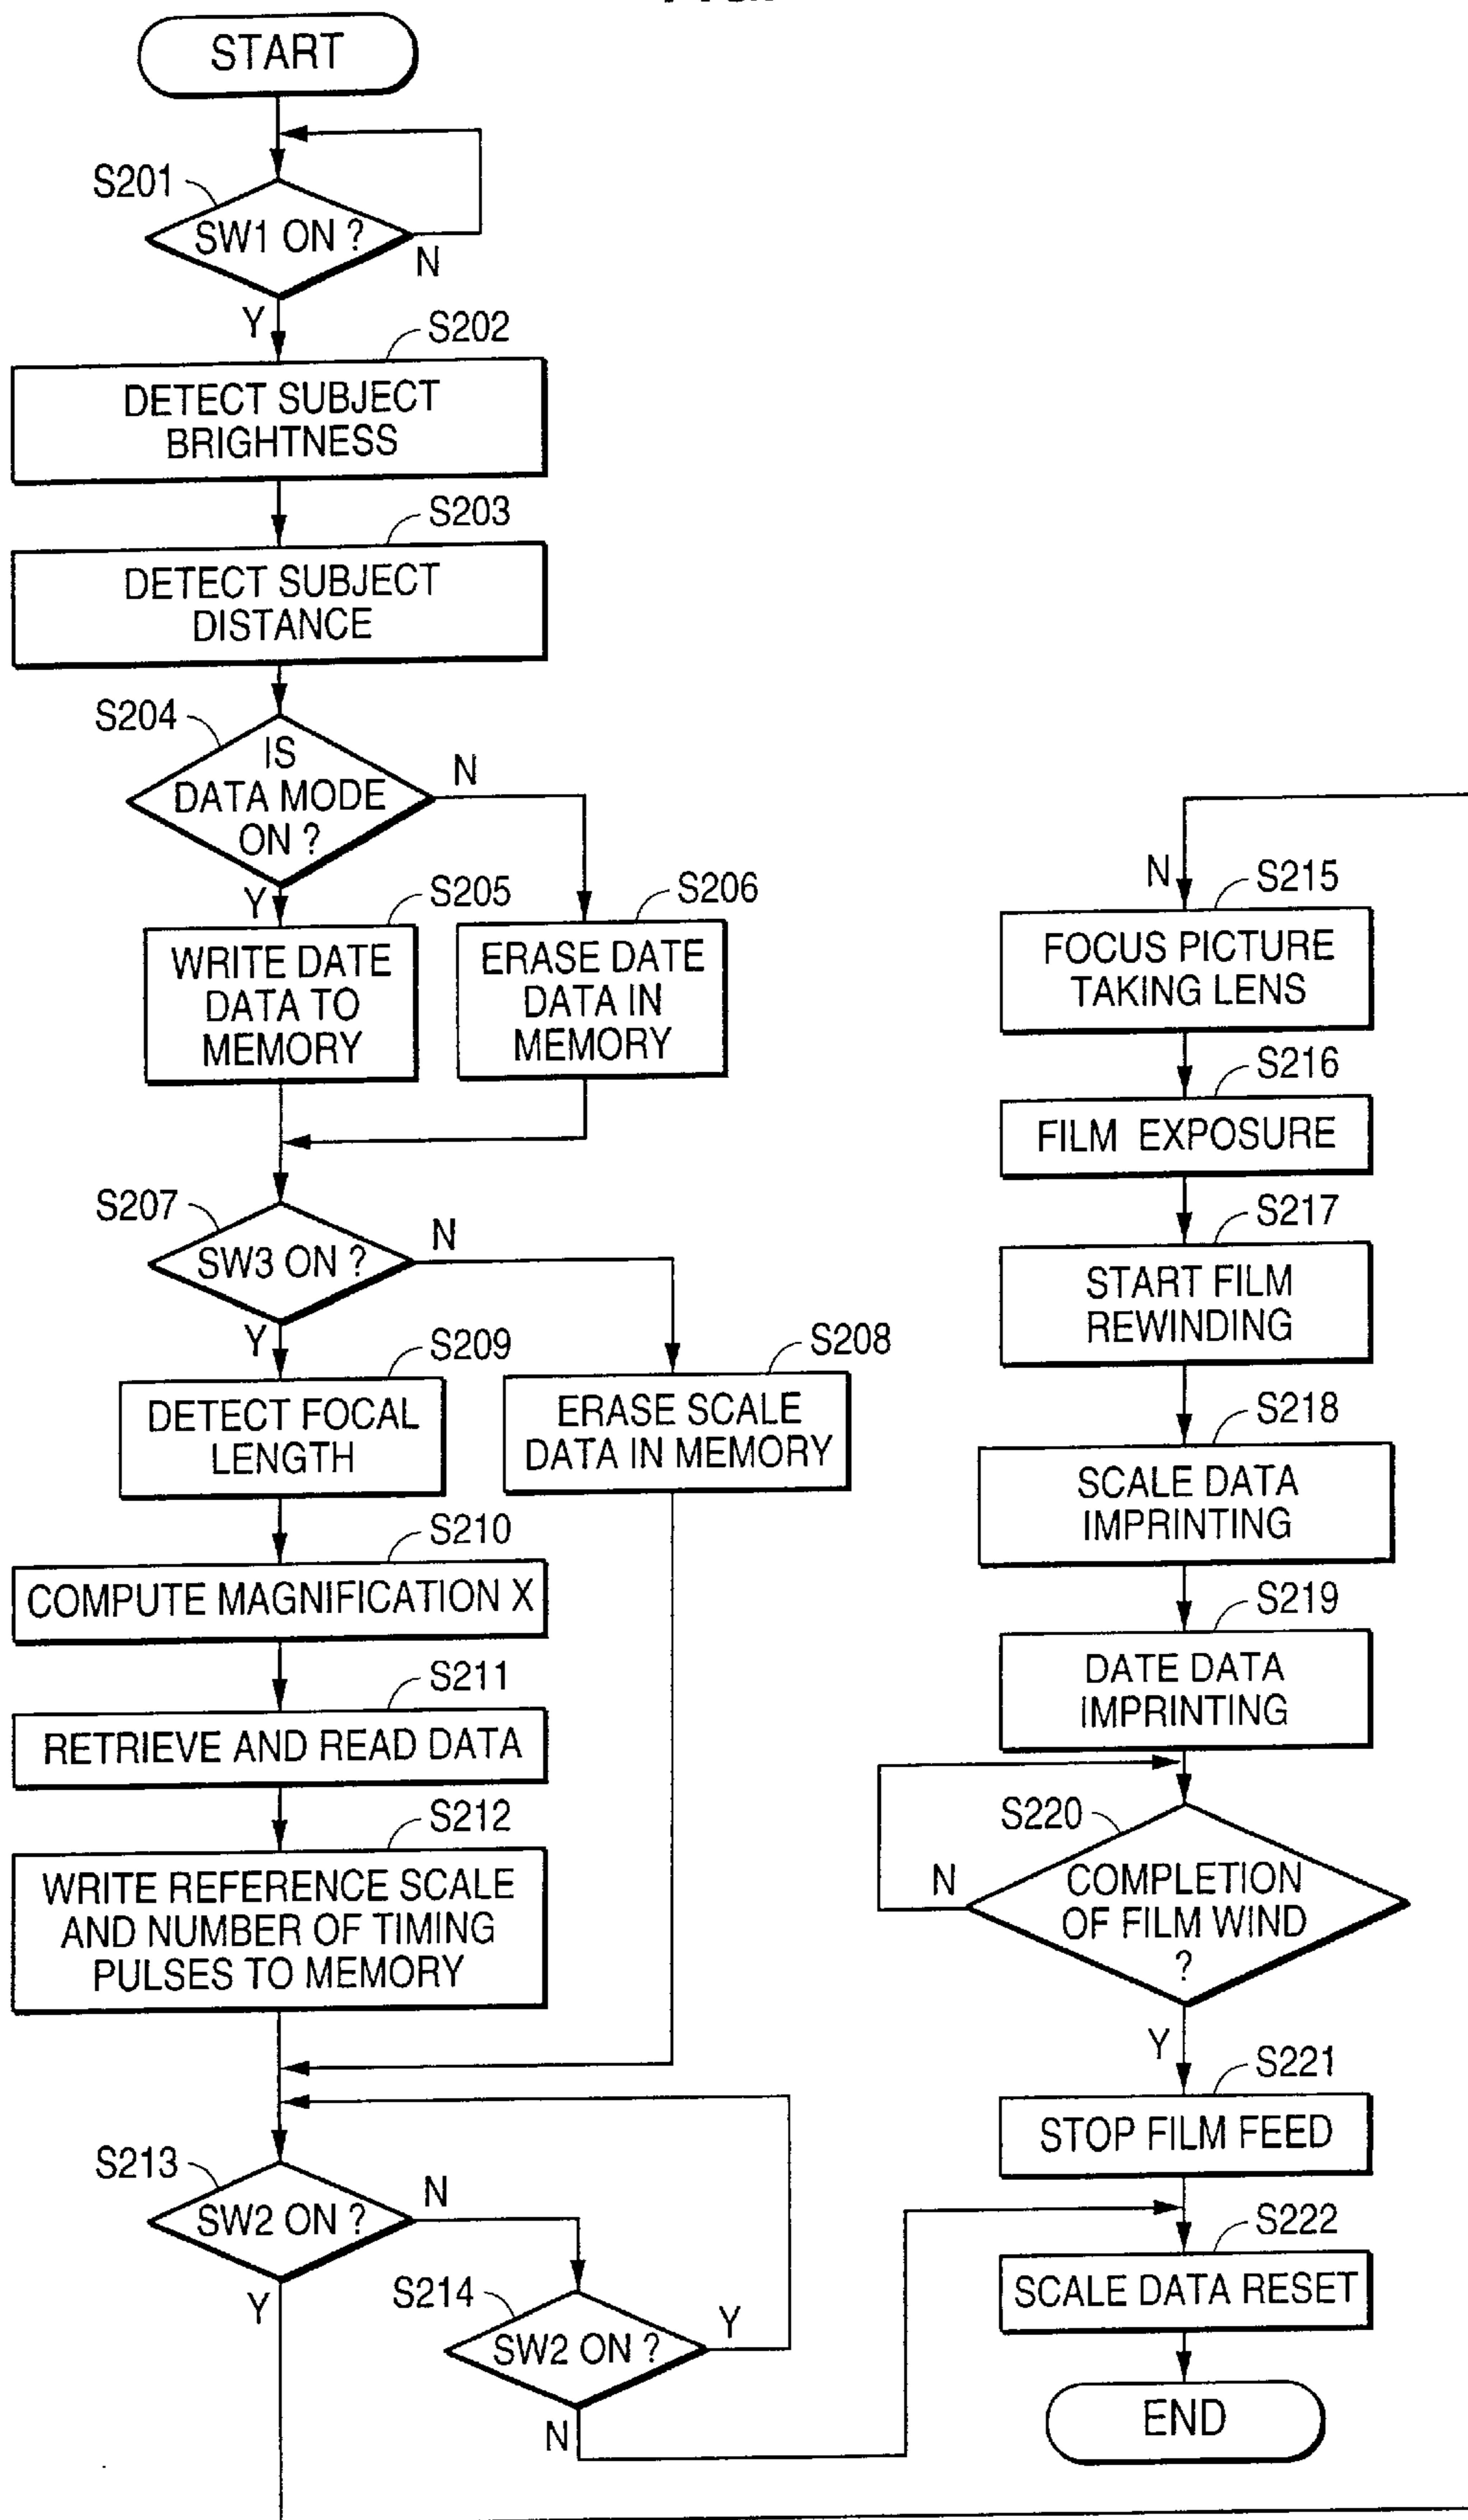 START
S201
SW1 ON ?
N
Y
S202
DETECT SUBJECT
BRIGHTNESS
S203
DETECT SUBJECT
DISTANCE
S204
IS
DATA MODE
ON ?
N
Y
S205
WRITE DATE
DATA TO
MEMORY
S206
ERASE DATE
DATA IN
MEMORY
S207
SW3 ON ?
N
Y
S209
DETECT FOCAL
LENGTH
S208
ERASE SCALE
DATA IN MEMORY
S210
COMPUTE MAGNIFICATION X
S211
RETRIEVE AND READ DATA
S212
WRITE REFERENCE SCALE
AND NUMBER OF TIMING
PULSES TO MEMORY
S213
SW2 ON ?
N
Y
S214
SW2 ON ?
Y
N
N
S215
FOCUS PICTURE
TAKING LENS
S216
FILM EXPOSURE
S217
START FILM
REWINDING
S218
SCALE DATA
IMPRINTING
S219
DATE DATA
IMPRINTING
S220
COMPLETION
OF FILM WIND
?
N
Y
S221
STOP FILM FEED
S222
SCALE DATA RESET
END